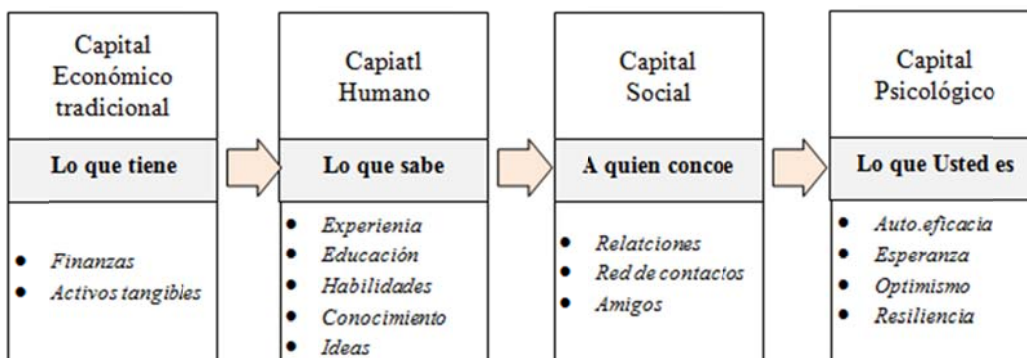 Capital
Económico
tradicional
Lo que tiene
Finanzas
Activos tangibles
Capiatl
Humano
Lo que sabe
Experienia
Educación
Habilidades
Conocimiento
Ideas
Capital
Social
A quien concoe
Relatciones
Red de contactos
Amigos
Capital
Psicológico
Lo que Usted es
Auto.eficacia
Esperanza
Optimismo
Resiliencia